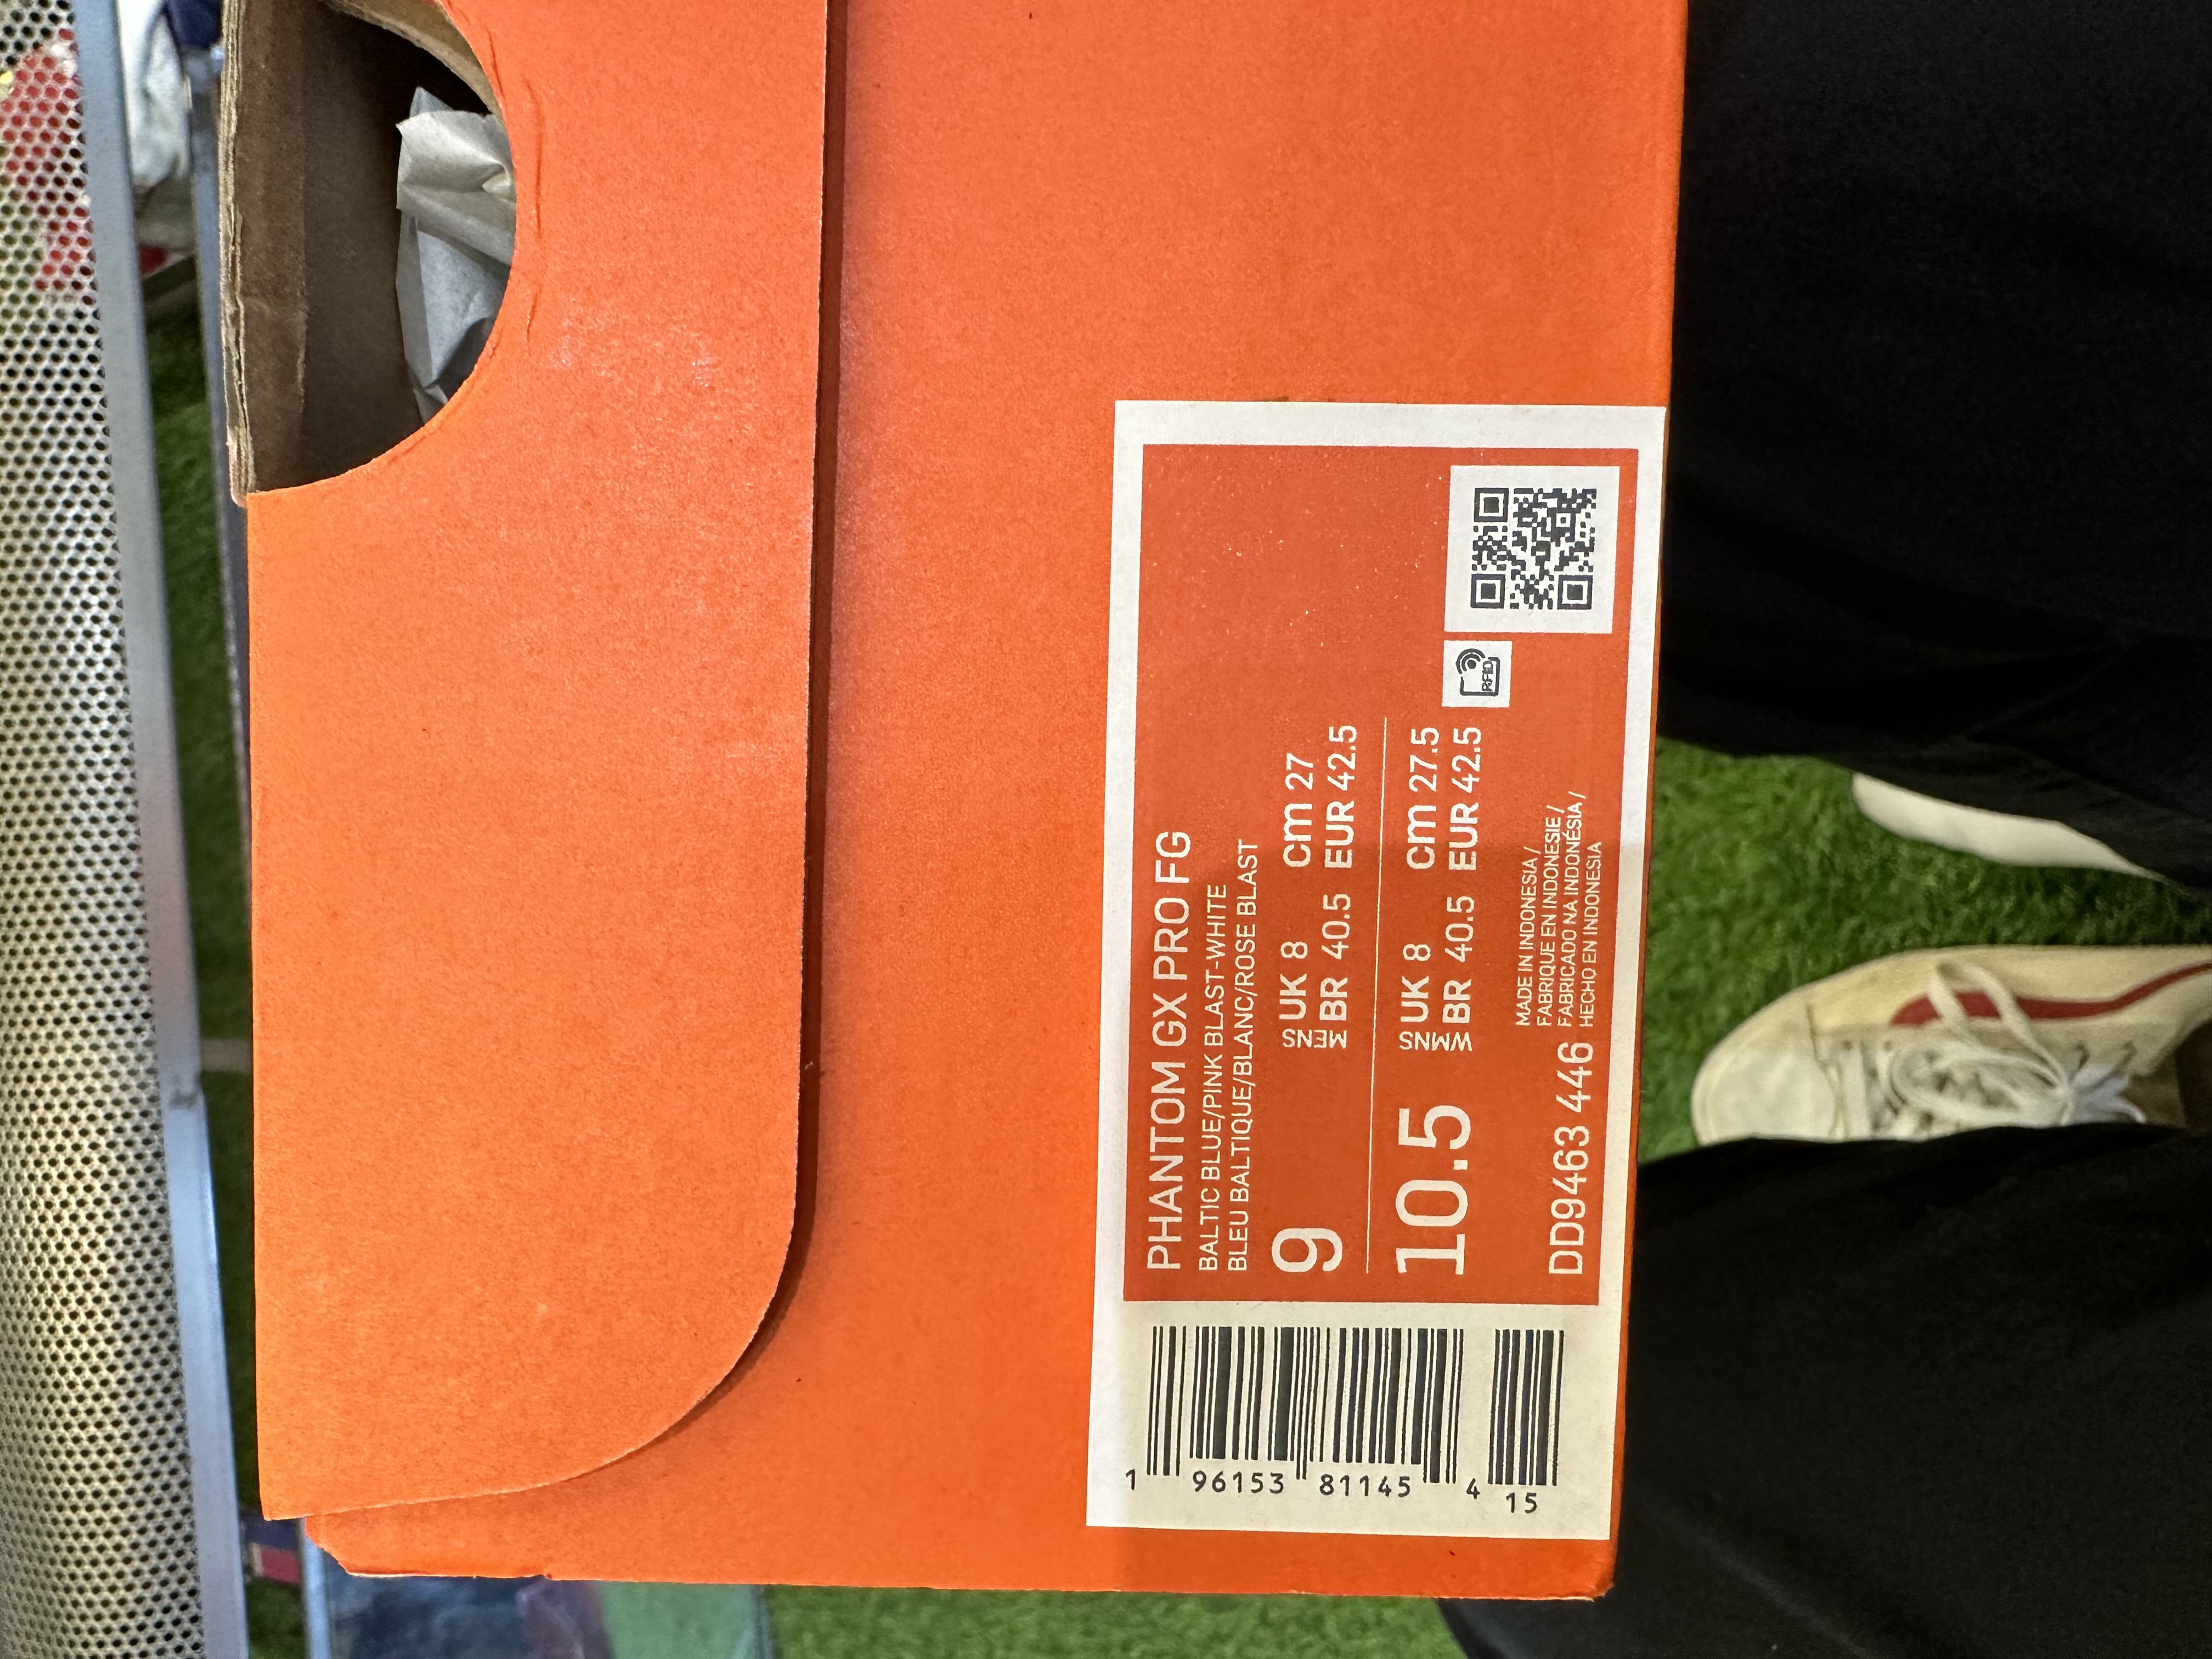 PHANTOM GX PRO FG
BALTIC BLUE/PINK BLAST-WHITE
BLEU BALTIQUE/BLANC/ROSE BLAST
9 MENS UK 8 cm 27
BR 40.5 EUR 42.5
10.5 WMNS UK 8 cm 27.5
BR 40.5 EUR 42.5
RFID
MADE IN INDONESIA /
FABRIQUE EN INDONESIE /
FABRICADO NA INDONÉSIA /
HECHO EN INDONESIA
DD9463 446
1 96153 81145 4 15